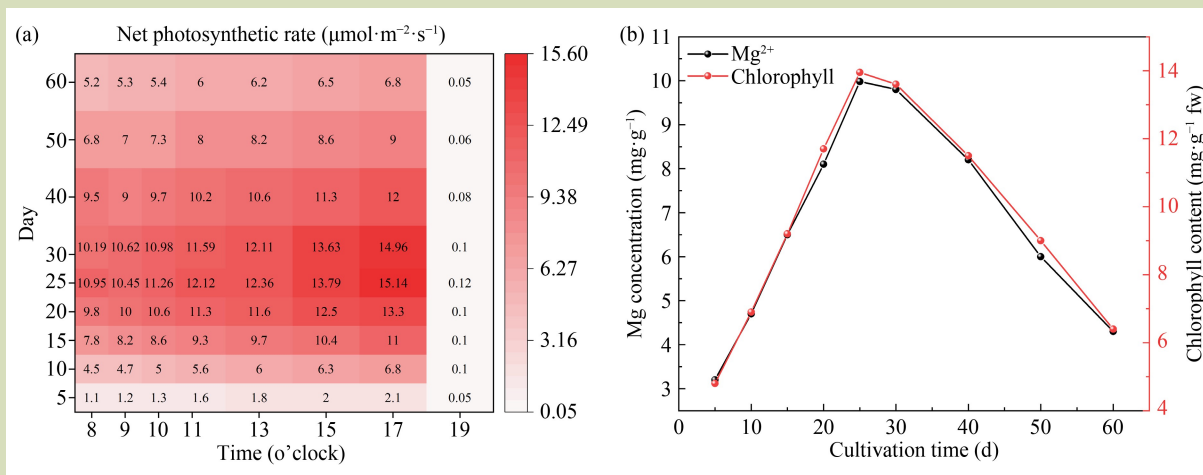 (a)
Net photosynthetic rate (μmol·m⁻²·s⁻¹)
60 5.2 5.3 5.4 6 6.2 6.5 6.8 0.05
50 6.8 7 7.3 8 8.2 8.6 9 0.06
40 9.5 9 9.7 10.2 10.6 11.3 12 0.08
30 10.19 10.62 10.98 11.59 12.11 13.63 14.96 0.1
25 10.95 10.45 11.26 12.12 12.36 13.79 15.14 0.12
20 9.8 10 10.6 11.3 11.6 12.5 13.3 0.1
15 7.8 8.2 8.6 9.3 9.7 10.4 11 0.1
10 4.5 4.7 5 5.6 6 6.3 6.8 0.1
5 1.1 1.2 1.3 1.6 1.8 2 2.1 0.05
8 9 10 11 13 15 17 19
Day
Time (o’clock)
15.60
12.49
9.38
6.27
3.16
0.05
(b)
11
10
9
8
7
6
5
4
3
Mg concentration (mg·g⁻¹)
Mg²⁺
Chlorophyll
0 10 20 30 40 50 60
Cultivation time (d)
14
12
10
8
6
4
Chlorophyll content (mg·g⁻¹ fw)